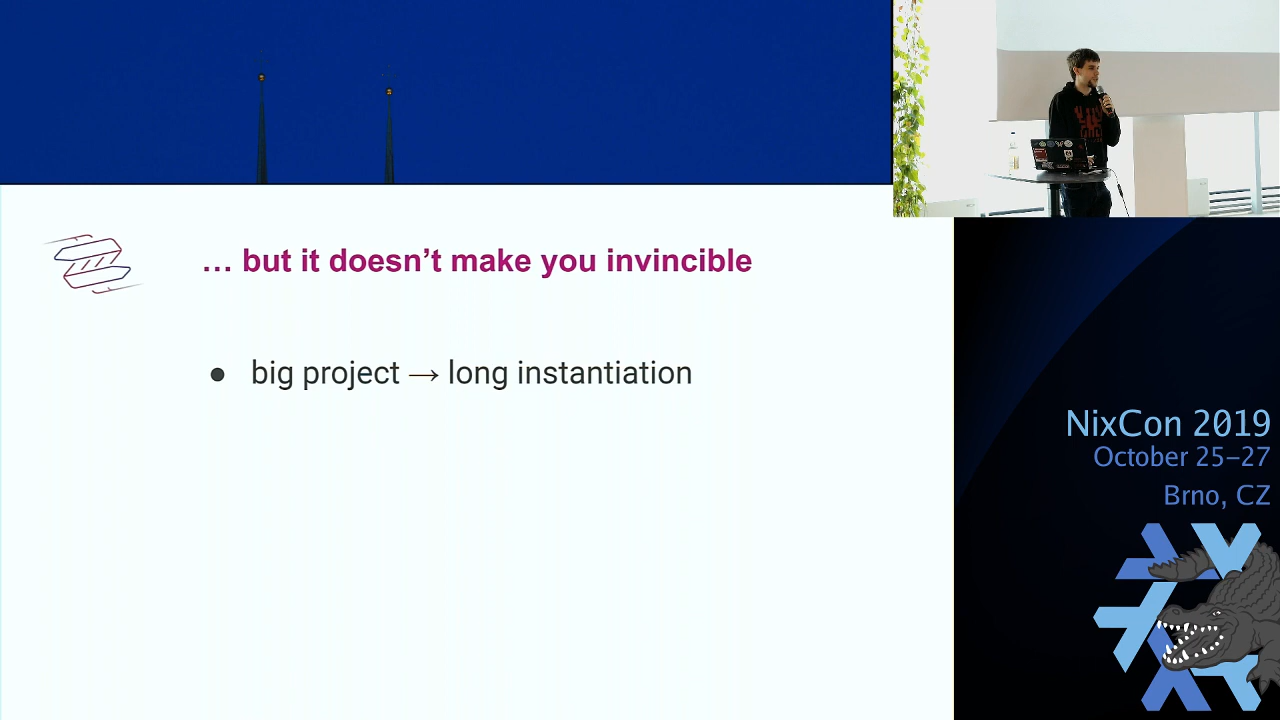 … but it doesn’t make you invincible
● big project → long instantiation
NixCon 2019
October 25–27
Brno, CZ